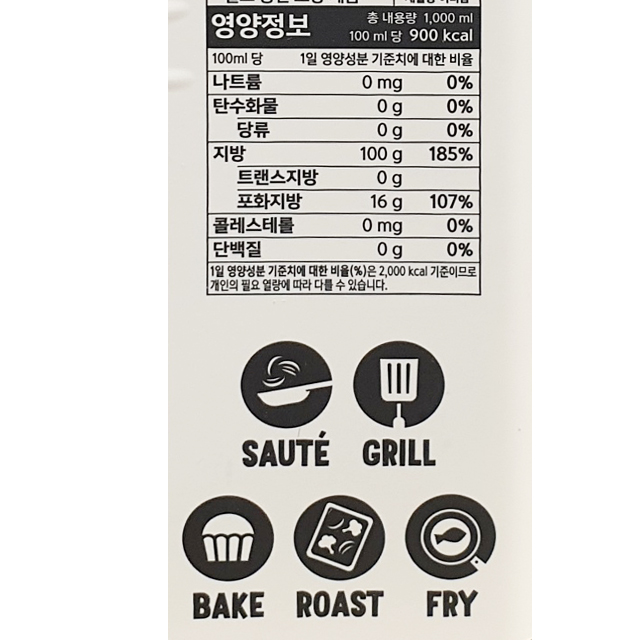 영양정보
총 내용량 1,000 ml
100 ml 당 900 kcal
100ml 당 1일 영양성분 기준치에 대한 비율
나트륨 0 mg 0%
탄수화물 0 g 0%
당류 0 g 0%
지방 100 g 185%
트랜스지방 0 g
포화지방 16 g 107%
콜레스테롤 0 mg 0%
단백질 0 g 0%
1일 영양성분 기준치에 대한 비율(%)은 2,000 kcal 기준이므로
개인의 필요 열량에 따라 다를 수 있습니다.
SAUTÉ GRILL
BAKE ROAST FRY